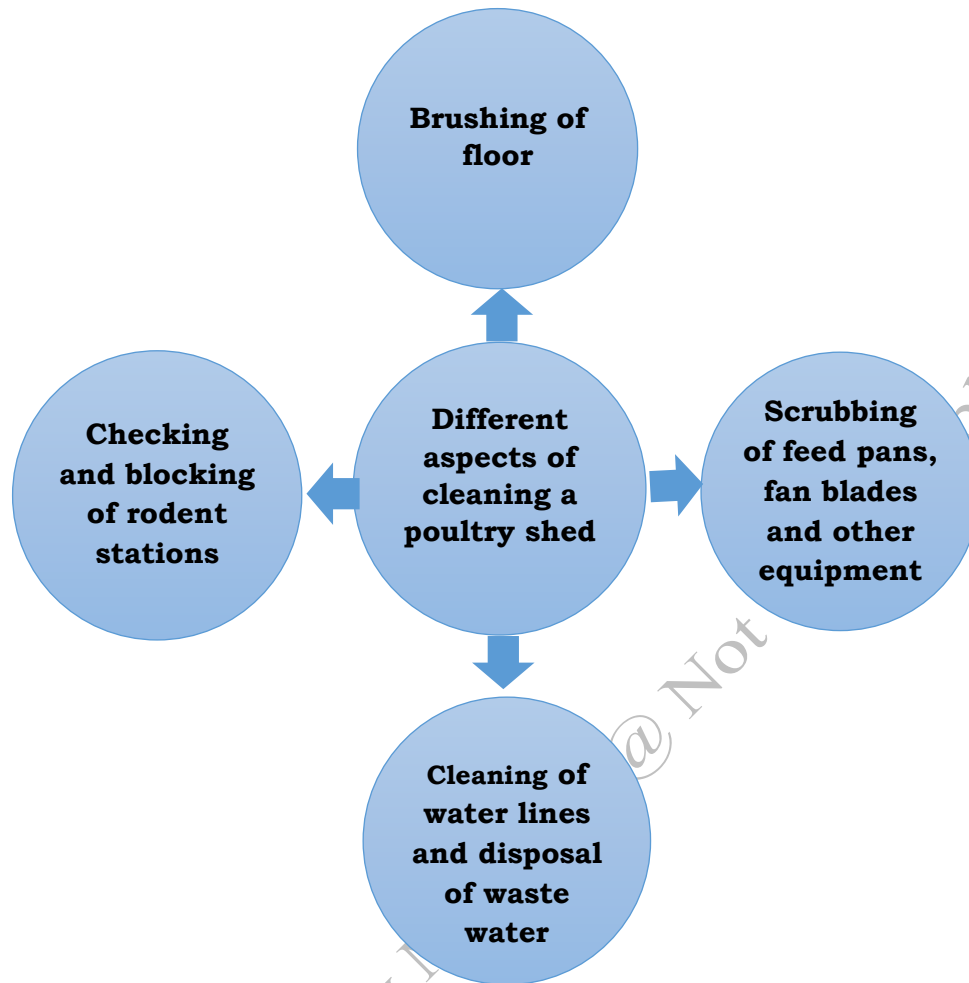 Brushing of
floor
Checking
and blocking
of rodent
stations
Different
aspects of
cleaning a
poultry shed
Scrubbing
of feed pans,
fan blades
and other
equipment
Cleaning of
water lines
and disposal
of waste
water
@ Not